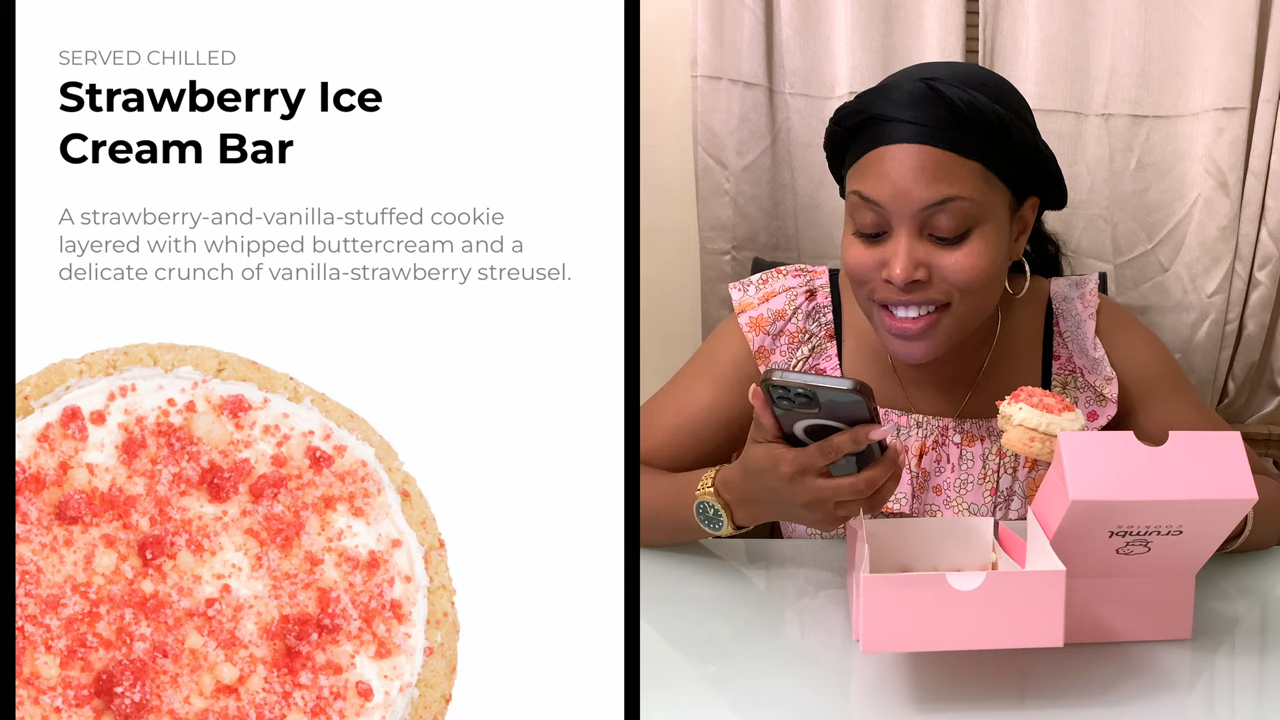 SERVED CHILLED
Strawberry Ice
Cream Bar
A strawberry-and-vanilla-stuffed cookie
layered with whipped buttercream and a
delicate crunch of vanilla-strawberry streusel.
crumbl
COOKIES